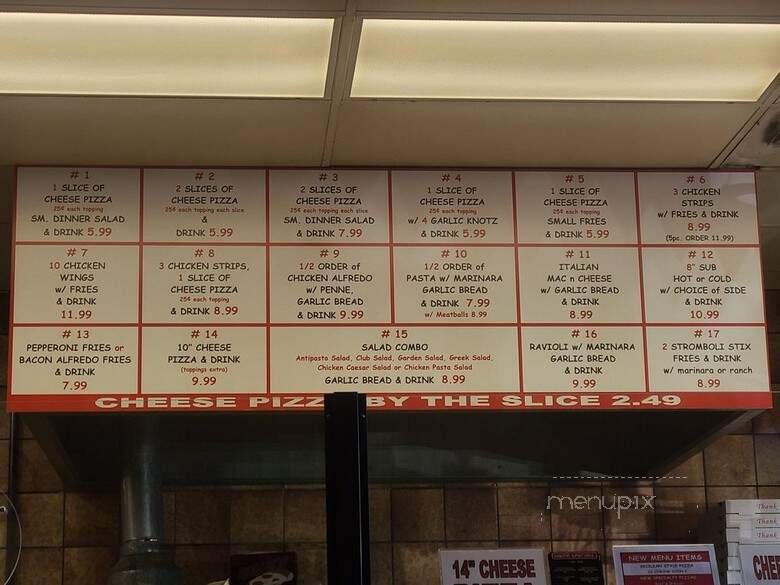 # 1
1 SLICE OF
CHEESE PIZZA
25¢ each topping
SM. DINNER SALAD
& DRINK 5.99
# 2
2 SLICES OF
CHEESE PIZZA
25¢ each topping each slice
&
DRINK 5.99
# 3
2 SLICES OF
CHEESE PIZZA
25¢ each topping each slice
SM. DINNER SALAD
& DRINK 7.99
# 4
1 SLICE OF
CHEESE PIZZA
25¢ each topping
w/ 4 GARLIC KNOTZ
& DRINK 5.99
# 5
1 SLICE OF
CHEESE PIZZA
25¢ each topping
SMALL FRIES
& DRINK 5.99
# 6
3 CHICKEN
STRIPS
w/ FRIES & DRINK
8.99
(5pc. ORDER 11.99)
# 7
10 CHICKEN
WINGS
w/ FRIES
& DRINK
11.99
# 8
3 CHICKEN STRIPS,
1 SLICE OF
CHEESE PIZZA
25¢ each topping
& DRINK 8.99
# 9
1/2 ORDER of
CHICKEN ALFREDO
w/ PENNE,
GARLIC BREAD
& DRINK 9.99
# 10
1/2 ORDER of
PASTA w/ MARINARA
GARLIC BREAD
& DRINK 7.99
w/ Meatballs 8.99
# 11
ITALIAN
MAC n CHEESE
w/ GARLIC BREAD
& DRINK
8.99
# 12
8" SUB
HOT or COLD
w/ CHOICE of SIDE
& DRINK
10.99
# 13
PEPPERONI FRIES or
BACON ALFREDO FRIES
& DRINK
7.99
# 14
10" CHEESE
PIZZA & DRINK
(toppings extra)
9.99
# 15
SALAD COMBO
Antipasta Salad, Club Salad, Garden Salad, Greek Salad,
Chicken Caesar Salad or Chicken Pasta Salad
GARLIC BREAD & DRINK 8.99
# 16
RAVIOLI w/ MARINARA
GARLIC BREAD
& DRINK
9.99
# 17
2 STROMBOLI STIX
FRIES & DRINK
w/ marinara or ranch
8.99
CHEESE PIZZ BY THE SLICE 2.49
menupix
Thank
Thank
Thank
14" CHEESE
NEW MENU ITEMS
CHEE